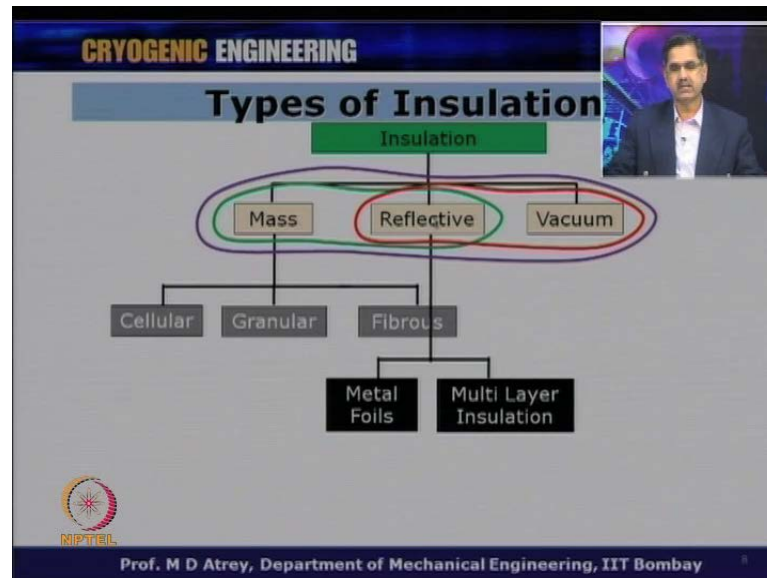 CRYOGENIC ENGINEERING
Types of Insulation
Insulation
Mass Reflective Vacuum
Cellular Granular Fibrous
Metal Foils
Multi Layer Insulation
NPTEL
Prof. M D Atrey, Department of Mechanical Engineering, IIT Bombay 8